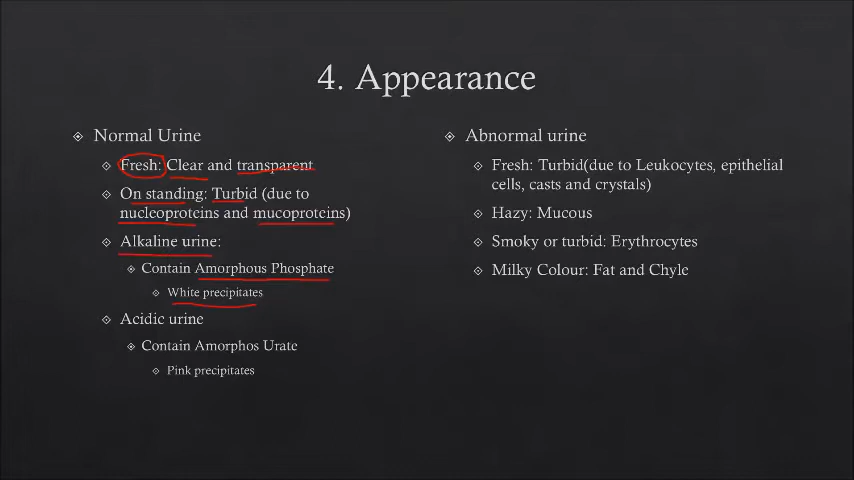 4. Appearance
Normal Urine
Fresh: Clear and transparent
On standing: Turbid (due to
nucleoproteins and mucoproteins)
Alkaline urine:
Contain Amorphous Phosphate
White precipitates
Acidic urine
Contain Amorphos Urate
Pink precipitates
Abnormal urine
Fresh: Turbid(due to Leukocytes, epithelial
cells, casts and crystals)
Hazy: Mucous
Smoky or turbid: Erythrocytes
Milky Colour: Fat and Chyle